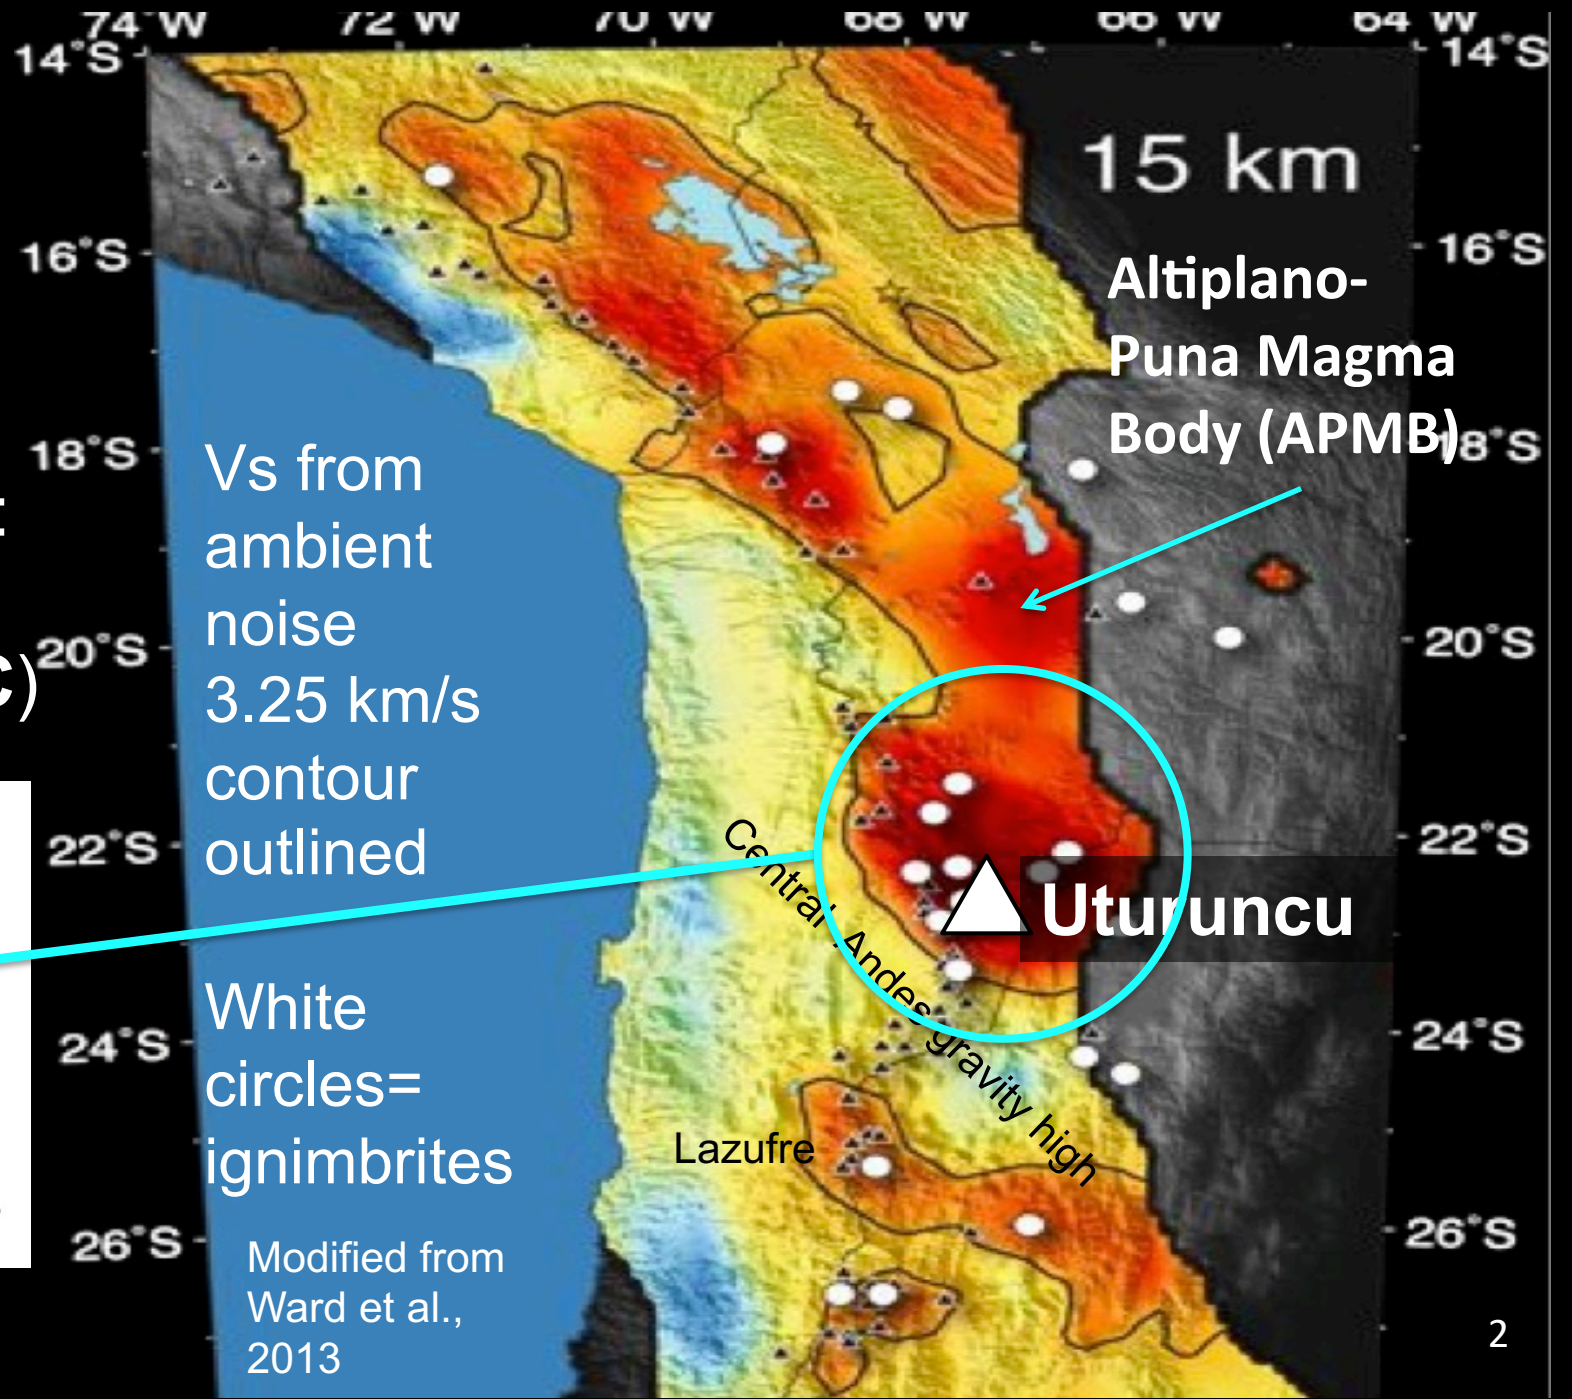 74°W 72°W 70°W 68°W 66°W 64°W
14°S
14°S
15 km
16°S
16°S
Altiplano-
Puna Magma
Body (APMB)
18°S
18°S
Vs from
ambient
noise
3.25 km/s
contour
outlined
:
C)
20°S
20°S
22°S
22°S
Uturuncu
Central Andes gravity high
White
circles=
ignimbrites
24°S
24°S
Lazufre
26°S
26°S
Modified from
Ward et al.,
2013
2